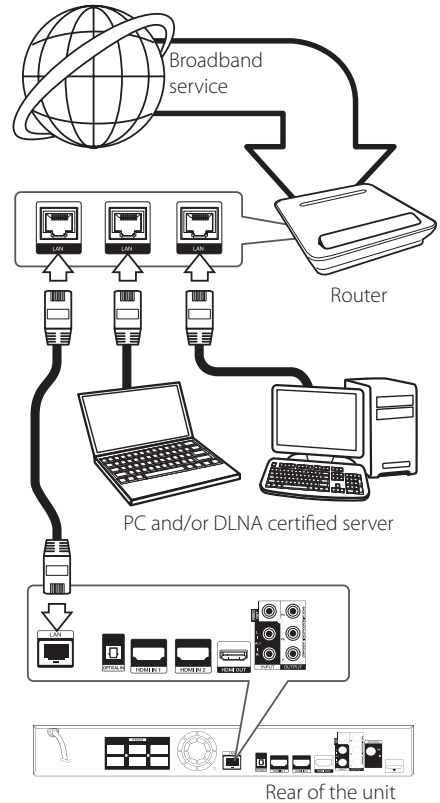 Broadband
service
LAN
LAN
LAN
Router
PC and/or DLNA certified server
LAN
OPTICAL IN
HDMI IN 1
HDMI IN 2
HDMI OUT
INPUT
OUTPUT
LAN
Rear of the unit